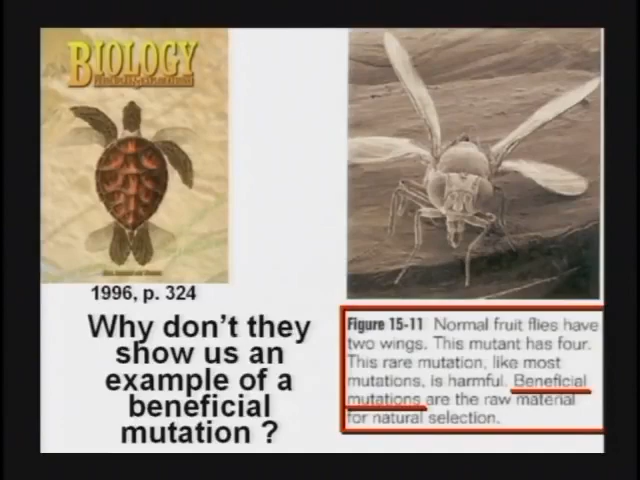 BIOLOGY
1996, p. 324
Why don't they
show us an
example of a
beneficial
mutation ?
Figure 15-11 Normal fruit flies have
two wings. This mutant has four.
This rare mutation, like most
mutations, is harmful. Beneficial
mutations are the raw material
for natural selection.